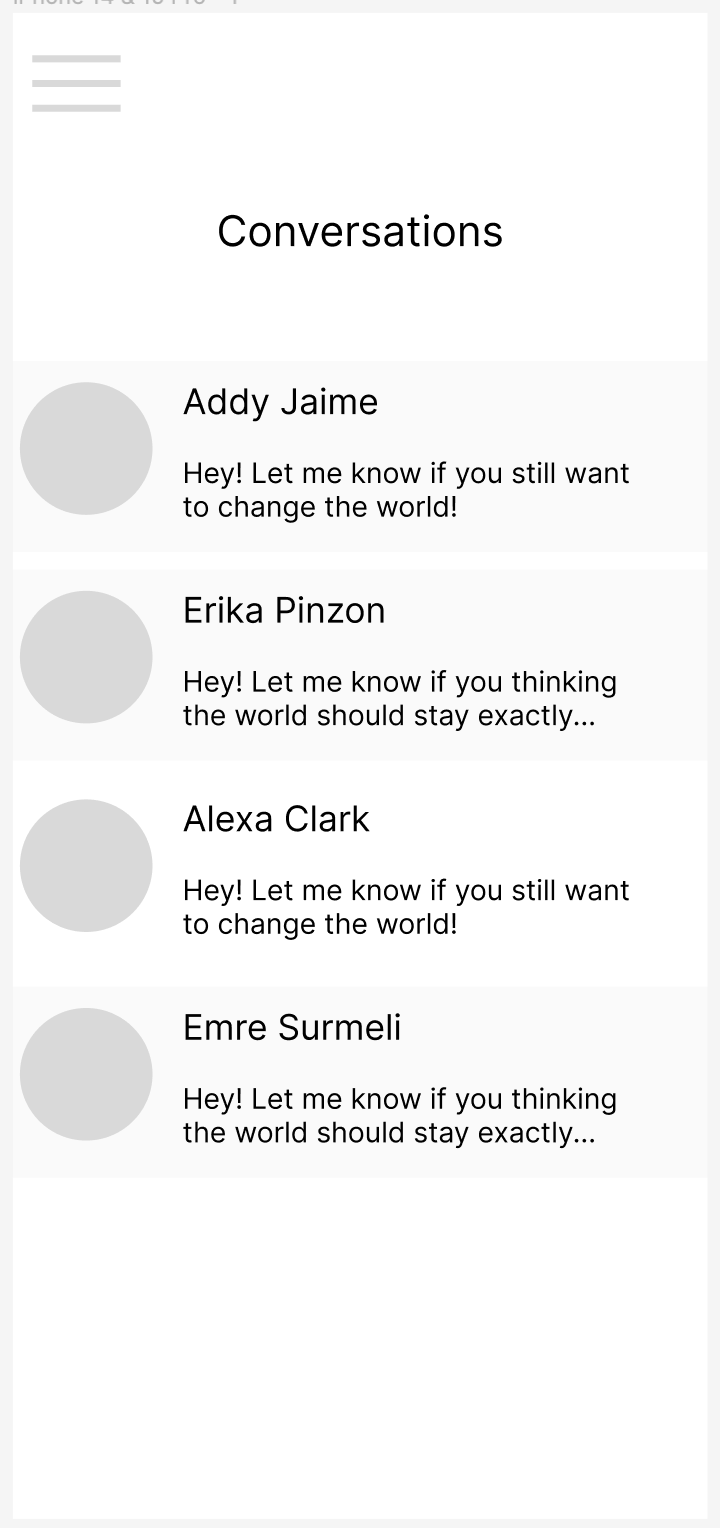 Conversations
Addy Jaime
Hey! Let me know if you still want
to change the world!
Erika Pinzon
Hey! Let me know if you thinking
the world should stay exactly...
Alexa Clark
Hey! Let me know if you still want
to change the world!
Emre Surmeli
Hey! Let me know if you thinking
the world should stay exactly...